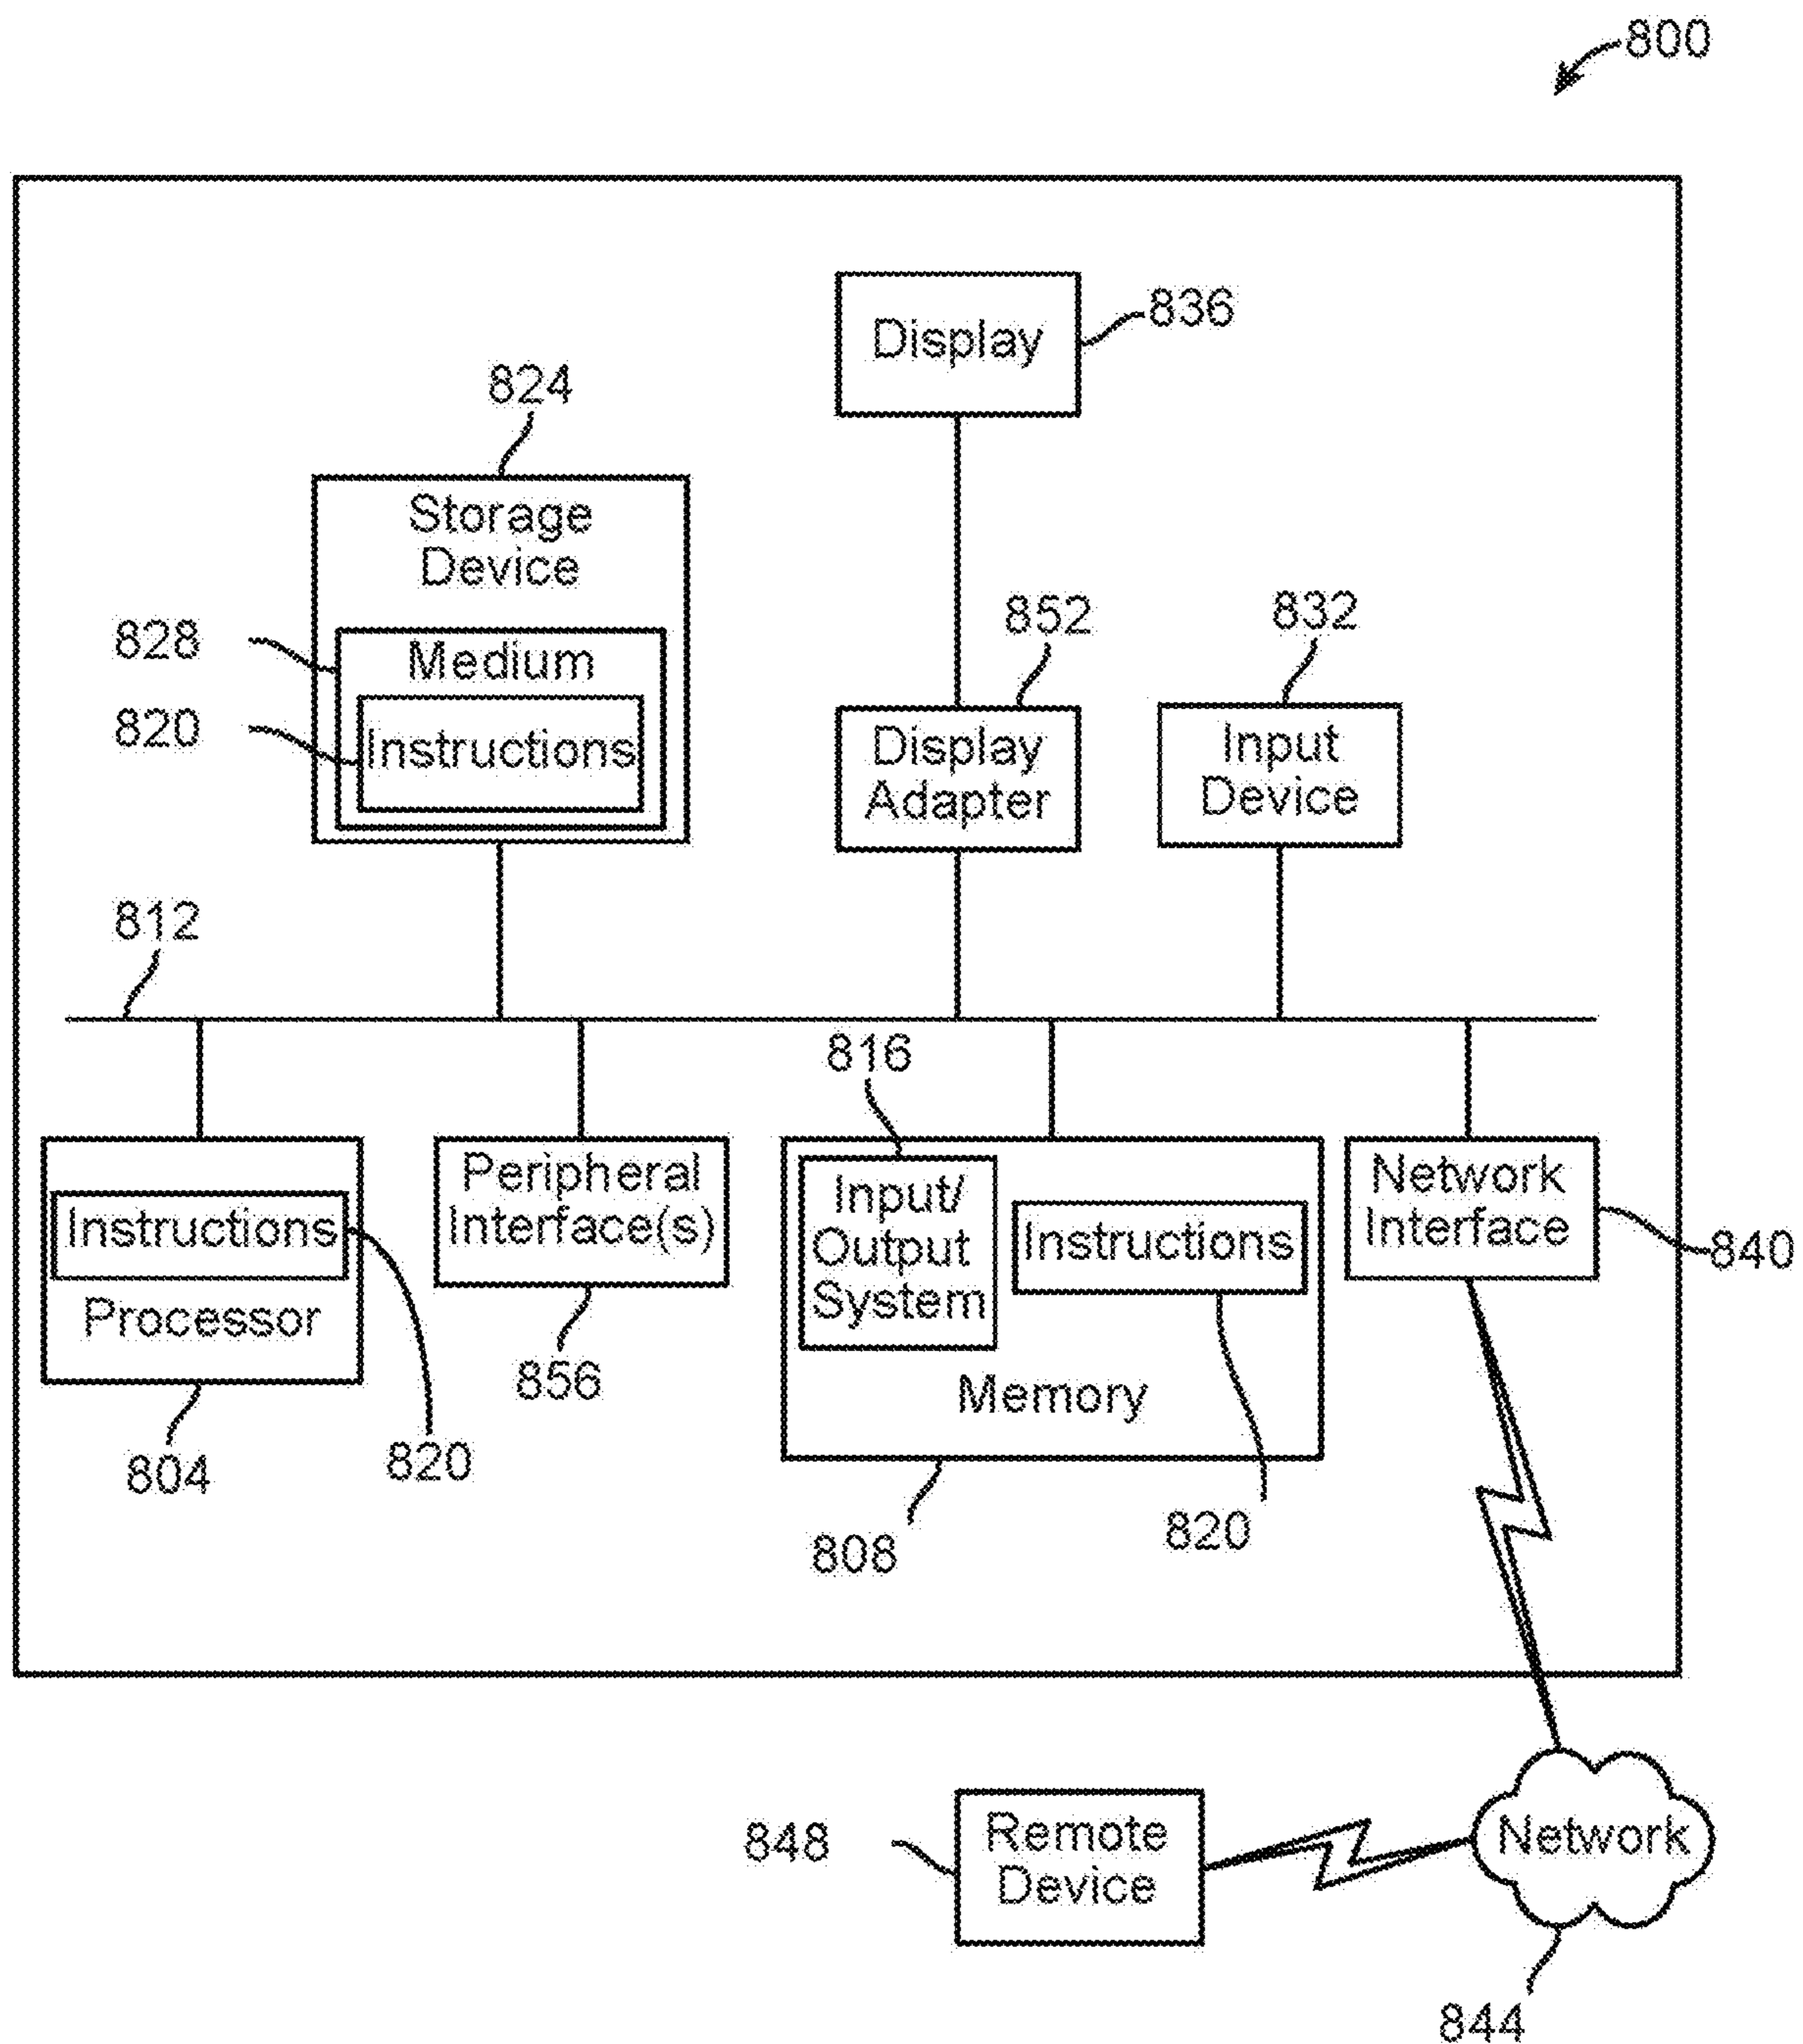 800
Display
836
824
Storage
Device
828
Medium
820
Instructions
852
Display
Adapter
832
Input
Device
812
816
Instructions
Processor
804
820
Peripheral
Interface(s)
856
Input/
Output
System
Instructions
Memory
808
820
Network
Interface
840
848
Remote
Device
Network
844